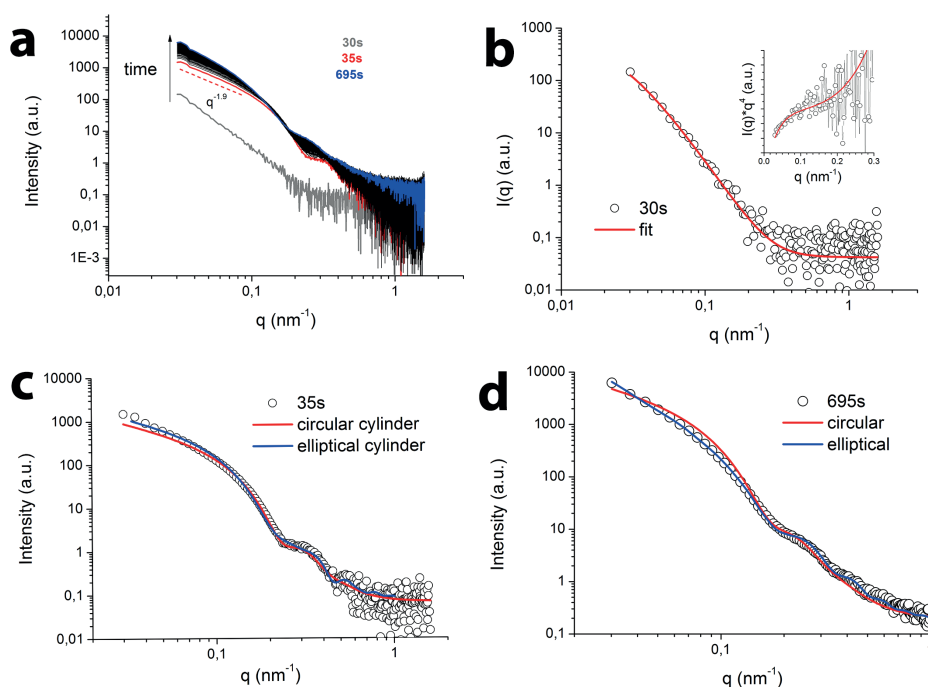 a
10000
1000
100
10
1
0,1
0,01
1E-3
0,01
0,1
1
Intensity (a.u.)
q (nm⁻¹)
time
q⁻¹·⁹
30s
35s
695s
b
1000
100
10
1
0,1
0,01
0,01
0,1
1
I(q) (a.u.)
q (nm⁻¹)
30s
fit
I(q)*q⁴ (a.u.)
0.0
0.1
0.2
0.3
q (nm⁻¹)
c
10000
1000
100
10
1
0,1
0,01
0,1
1
Intensity (a.u.)
q (nm⁻¹)
35s
circular cylinder
elliptical cylinder
d
10000
1000
100
10
1
0,1
0,1
Intensity (a.u.)
q (nm⁻¹)
695s
circular
elliptical